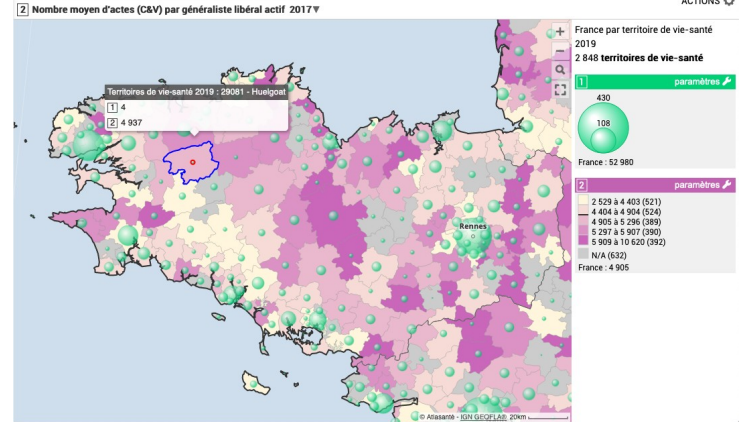 ACTIONS
2 Nombre moyen d'actes (C&V) par généraliste libéral actif 2017▼
France par territoire de vie-santé
2019
2 848 territoires de vie-santé
1 paramètres
430
108
France : 52 980
2 paramètres
2 529 à 4 403 (521)
4 404 à 4 904 (524)
4 905 à 5 296 (389)
5 297 à 5 907 (390)
5 909 à 10 620 (392)
N/A (632)
France : 4 905
Territoires de vie-santé 2019 : 29081 - Huelgoat
1 4
2 4 937
Rennes
© Atlasanté - IGN GEOFLA® 20km